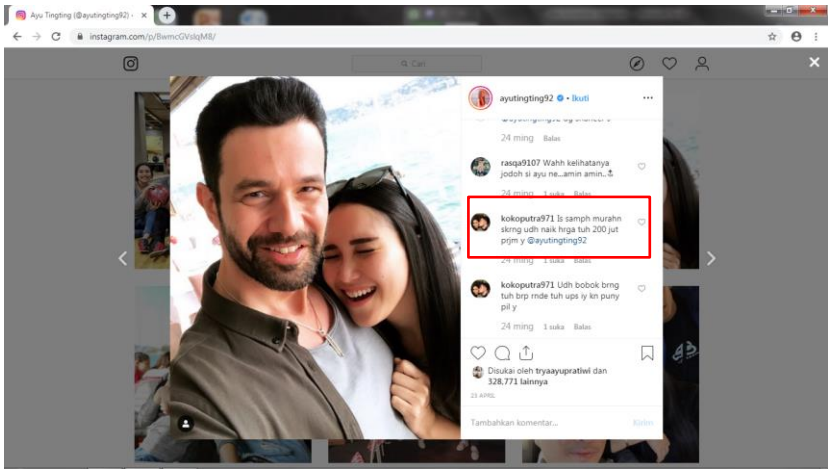 Ayu Tingting (@ayutingting92) •
instagram.com/p/BwmcGVslqM8/
Cari
ayutingting92 • Ikuti
24 ming Balas
rasqa9107 Wahh kelihatanya
jodoh si ayu ne...amin amin..
24 ming 1 suka Balas
kokoputra971 Is samph murahn
skrng udh naik hrga tuh 200 jut
prjm y @ayutingting92
24 ming 1 suka Balas
kokoputra971 Udh bobok brng
tuh brp rnde tuh ups iy kn puny
pil y
24 ming 1 suka Balas
Disukai oleh tryaayupratiwi dan
328.771 lainnya
23 APRIL
Tambahkan komentar...
Kirim